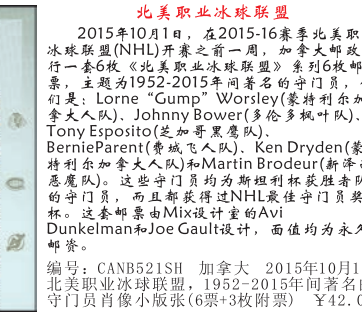 北美职业冰球联盟
2015年10月1日，在2015-16赛季北美职
冰球联盟(NHL)开赛之前一周，加拿大邮政
行一套6枚《北美职业冰球联盟》系列6枚邮
票，主题为1952-2015年间著名的守门员，
们是：Lorne “Gump” Worsley(蒙特利尔加
拿大人队)、Johnny Bower(多伦多枫叶队)、
Tony Esposito(芝加哥黑鹰队)、
BernieParent(费城飞人队)、Ken Dryden(蒙
特利尔加拿大人队)和Martin Brodeur(新泽西
恶魔队)。这些守门员均为斯坦利杯获胜者队
的守门员，而且都获得过NHL最佳守门员奖
杯。这套邮票由Mix设计室的Avi
Dunkelman和Joe Gault设计，面值均为永久
邮资。
编号：CANB521SH 加拿大 2015年10月1
北美职业冰球联盟，1952-2015年间著名的
守门员肖像小版张(6票+3枚附票) ￥42.0